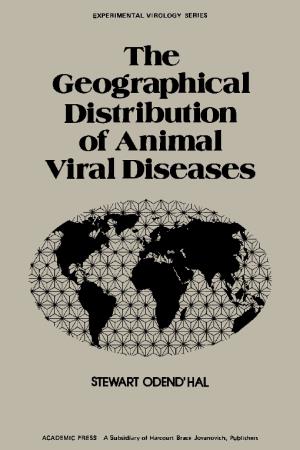 EXPERIMENTAL VIROLOGY SERIES
The
Geographical
Distribution
of Animal
Viral Diseases
STEWART ODEND'HAL
ACADEMIC PRESS A Subsidiary of Harcourt Brace Jovanovich, Publishers